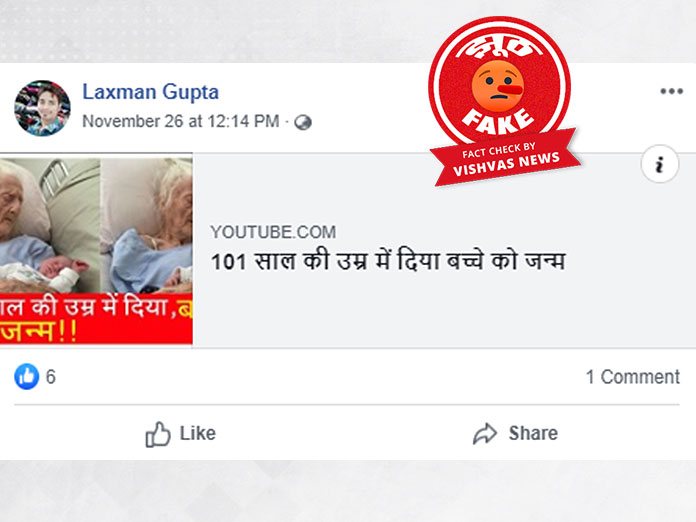 झूठ
FAKE
FACT CHECK BY
VISHVAS NEWS
Laxman Gupta
November 26 at 12:14 PM ·
YOUTUBE.COM
101 साल की उम्र में दिया बच्चे को जन्म
ाल की उम्र में दिया,ब
जन्म!!
6
1 Comment
Like
Share